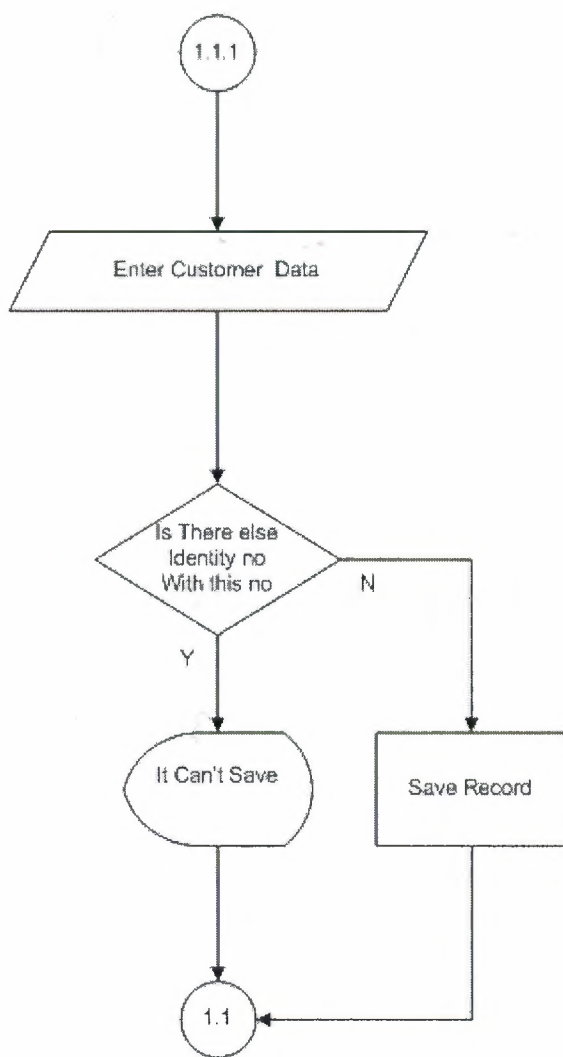 1.1.1
Enter Customer Data
Is There else
Identity no
With this no
N
Y
It Can't Save
Save Record
1.1